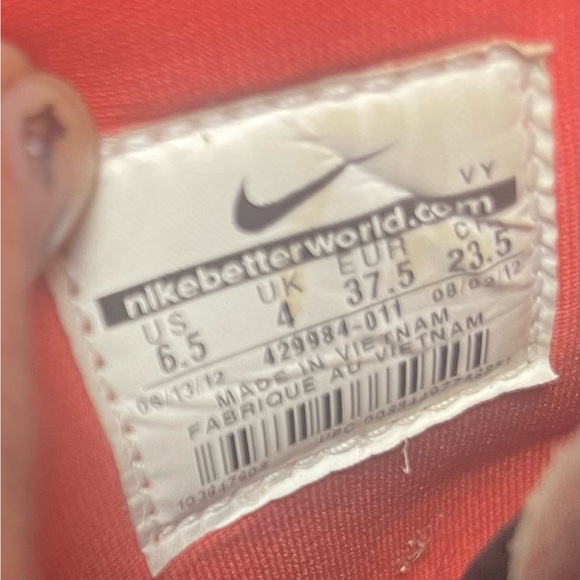 VY
nikebetterworld.com
US UK EUR CM
6.5 4 37.5 23.5
429984-011
08/05/12
MADE IN VIETNAM
FABRIQUE AU VIETNAM